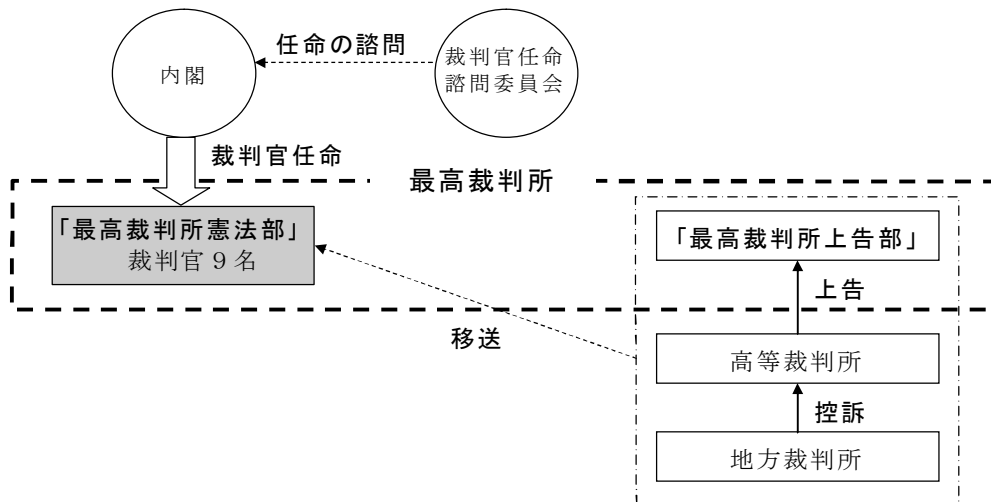 任命の諮問
内閣
裁判官任命
諮問委員会
裁判官任命
最高裁判所
「最高裁判所憲法部」
裁判官９名
「最高裁判所上告部」
上告
移送
高等裁判所
控訴
地方裁判所